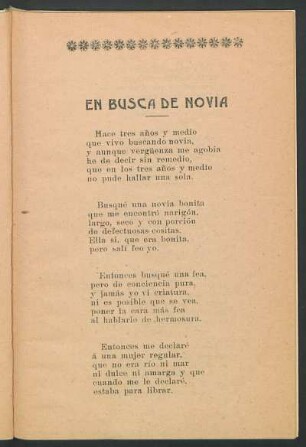 EN BUSCA DE NOVIA
Hace tres años y medio
que vivo buscando novia,
y aunque vergüenza me agobia
he de decir sin remedio,
que en los tres años y medio
no pude hallar una sola.
Busqué una novia bonita
que me encontró narigón,
largo, seco y con porción
de defectuosas cositas.
Ella si, que era bonita,
pero salí feo yo.
Entonces busqué una fea,
pero de conciencia pura,
y jamás yo vi criatura,
ni es posible que se vea,
poner la cara más fea
al hablarle de hermosura.
Entonces me declaré
á una mujer regular,
que no era río ni mar
ni dulce ni amargo y que
cuando me le declaré,
estaba para librar.